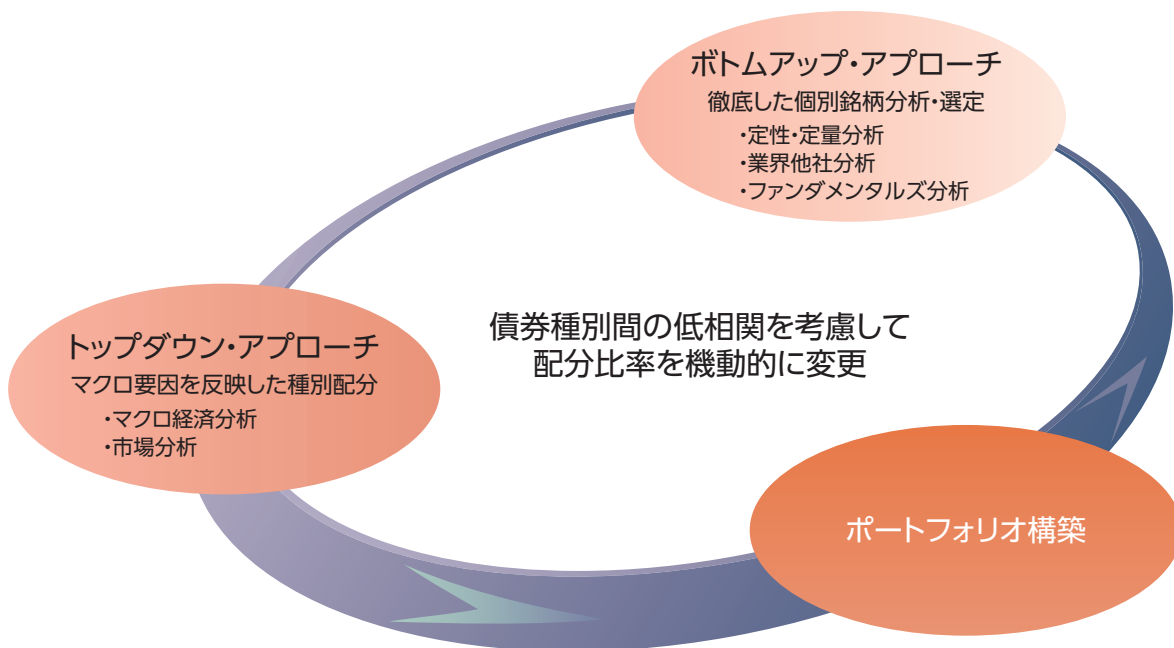 ボトムアップ・アプローチ
徹底した個別銘柄分析・選定
・定性・定量分析
・業界他社分析
・ファンダメンタルズ分析
トップダウン・アプローチ
マクロ要因を反映した種別配分
・マクロ経済分析
・市場分析
債券種別間の低相関を考慮して
配分比率を機動的に変更
ポートフォリオ構築